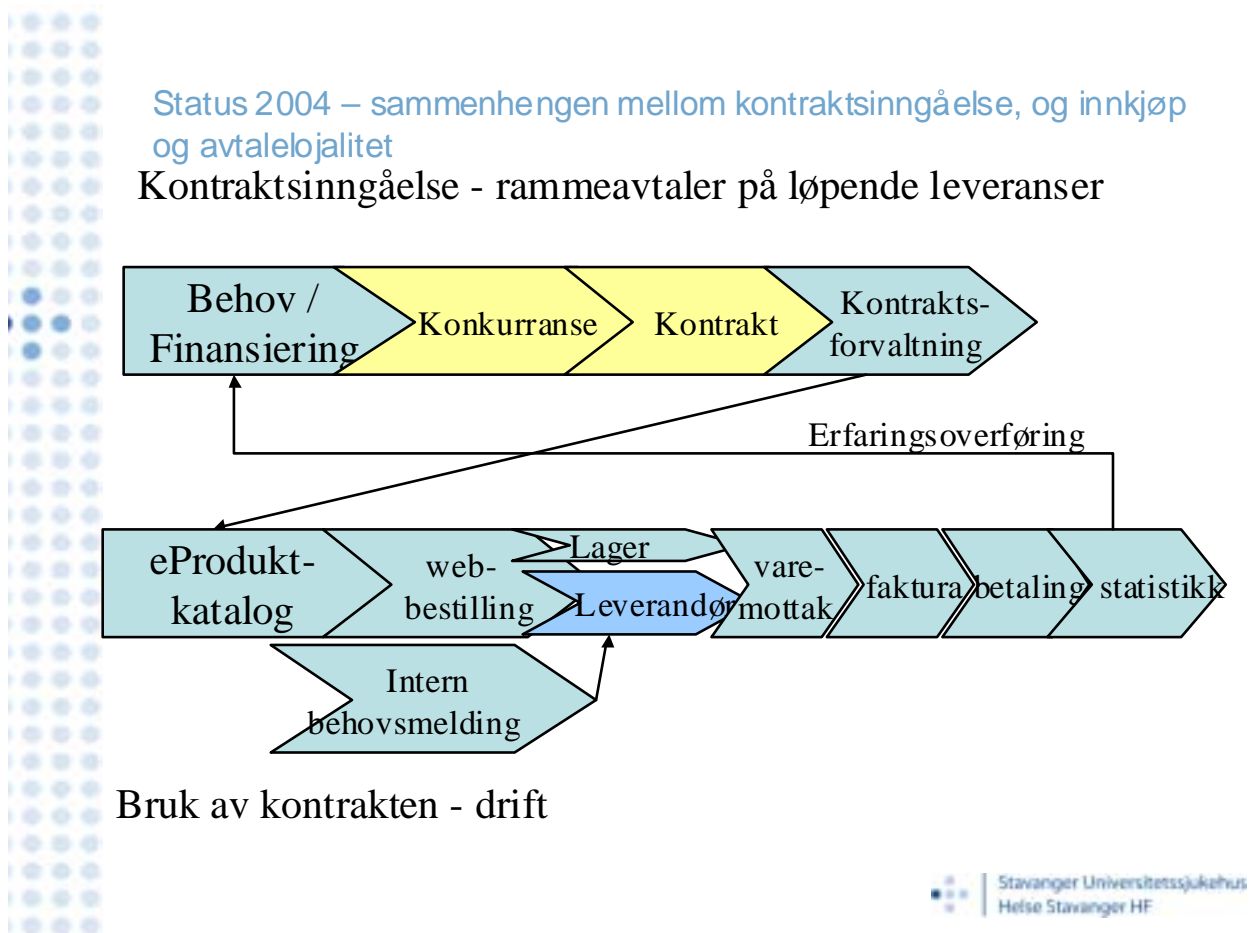 Status 2004 – sammenhengen mellom kontraktsinngåelse, og innkjøp
og avtalelojalitet
Kontraktsinngåelse - rammeavtaler på løpende leveranser
Behov /
Finansiering
Konkurranse
Kontrakt
Kontrakts-
forvaltning
Erfaringsoverføring
eProdukt-
katalog
web-
bestilling
Lager
Leverandør
vare-
mottak
faktura
betaling
statistikk
Intern
behovsmelding
Bruk av kontrakten - drift
Stavanger Universitetssjukehus
Helse Stavanger HF